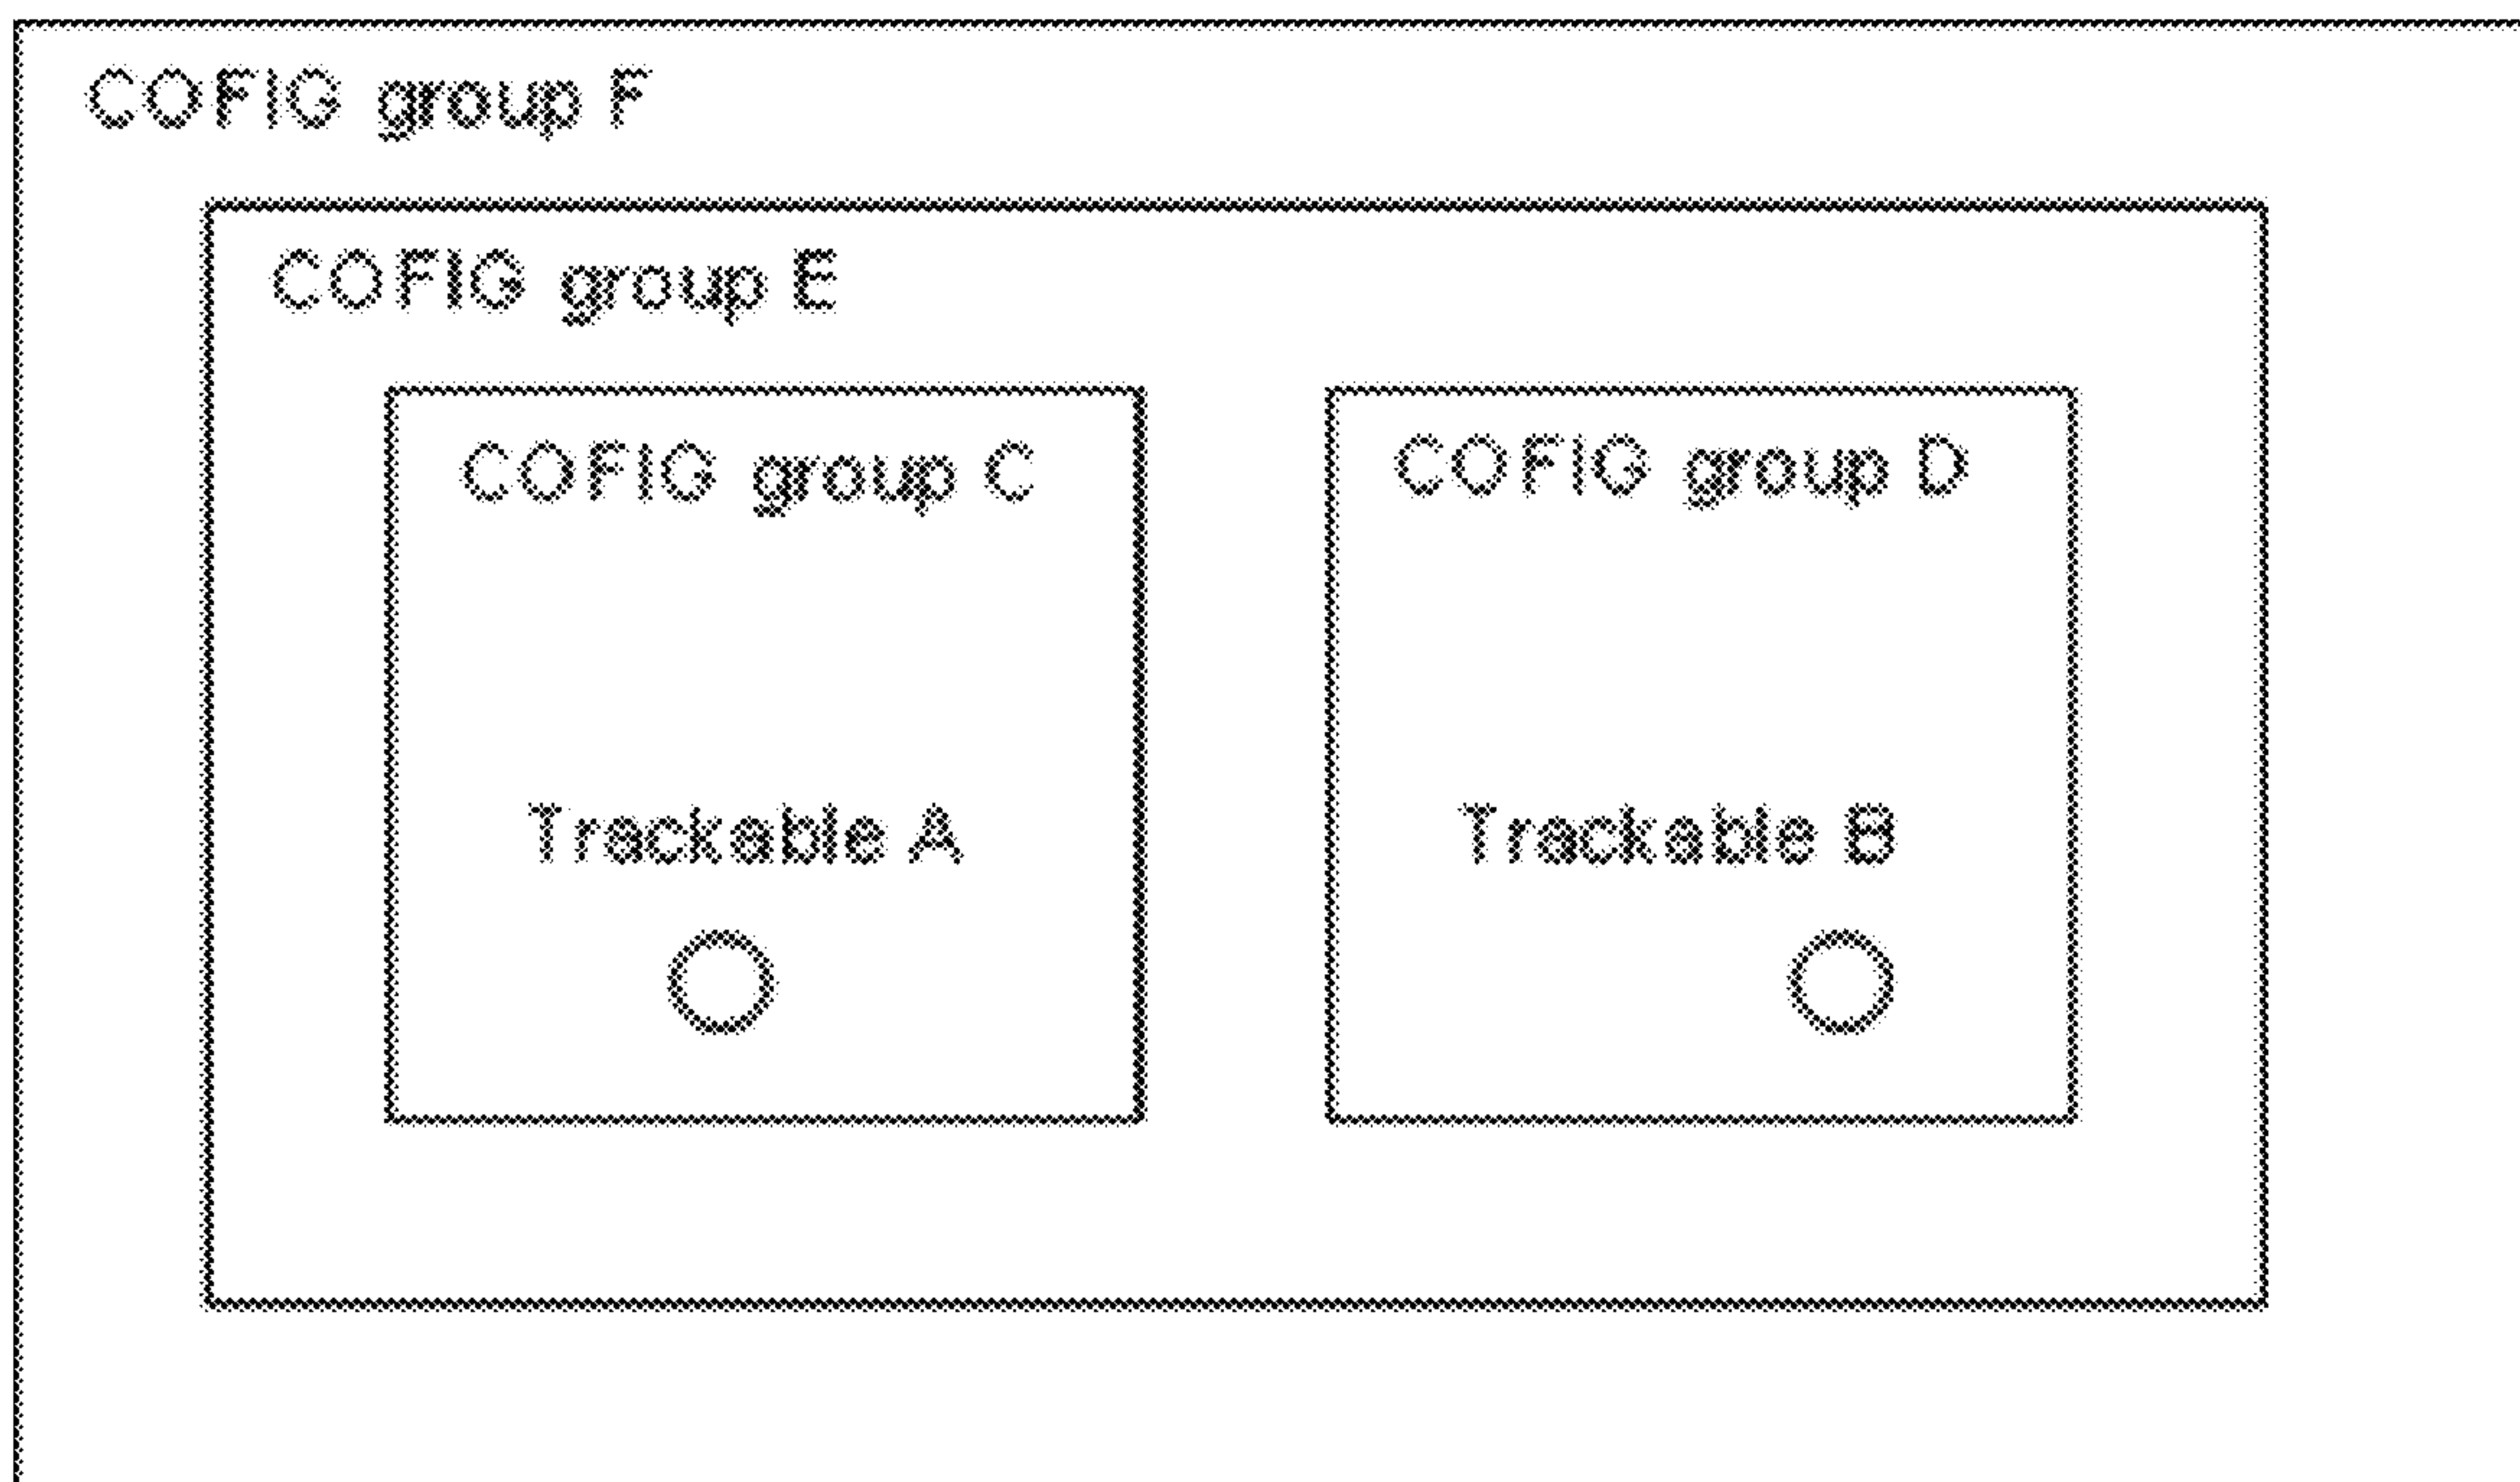 COFIG group F
COFIG group E
COFIG group C
COFIG group D
Trackable A
Trackable B